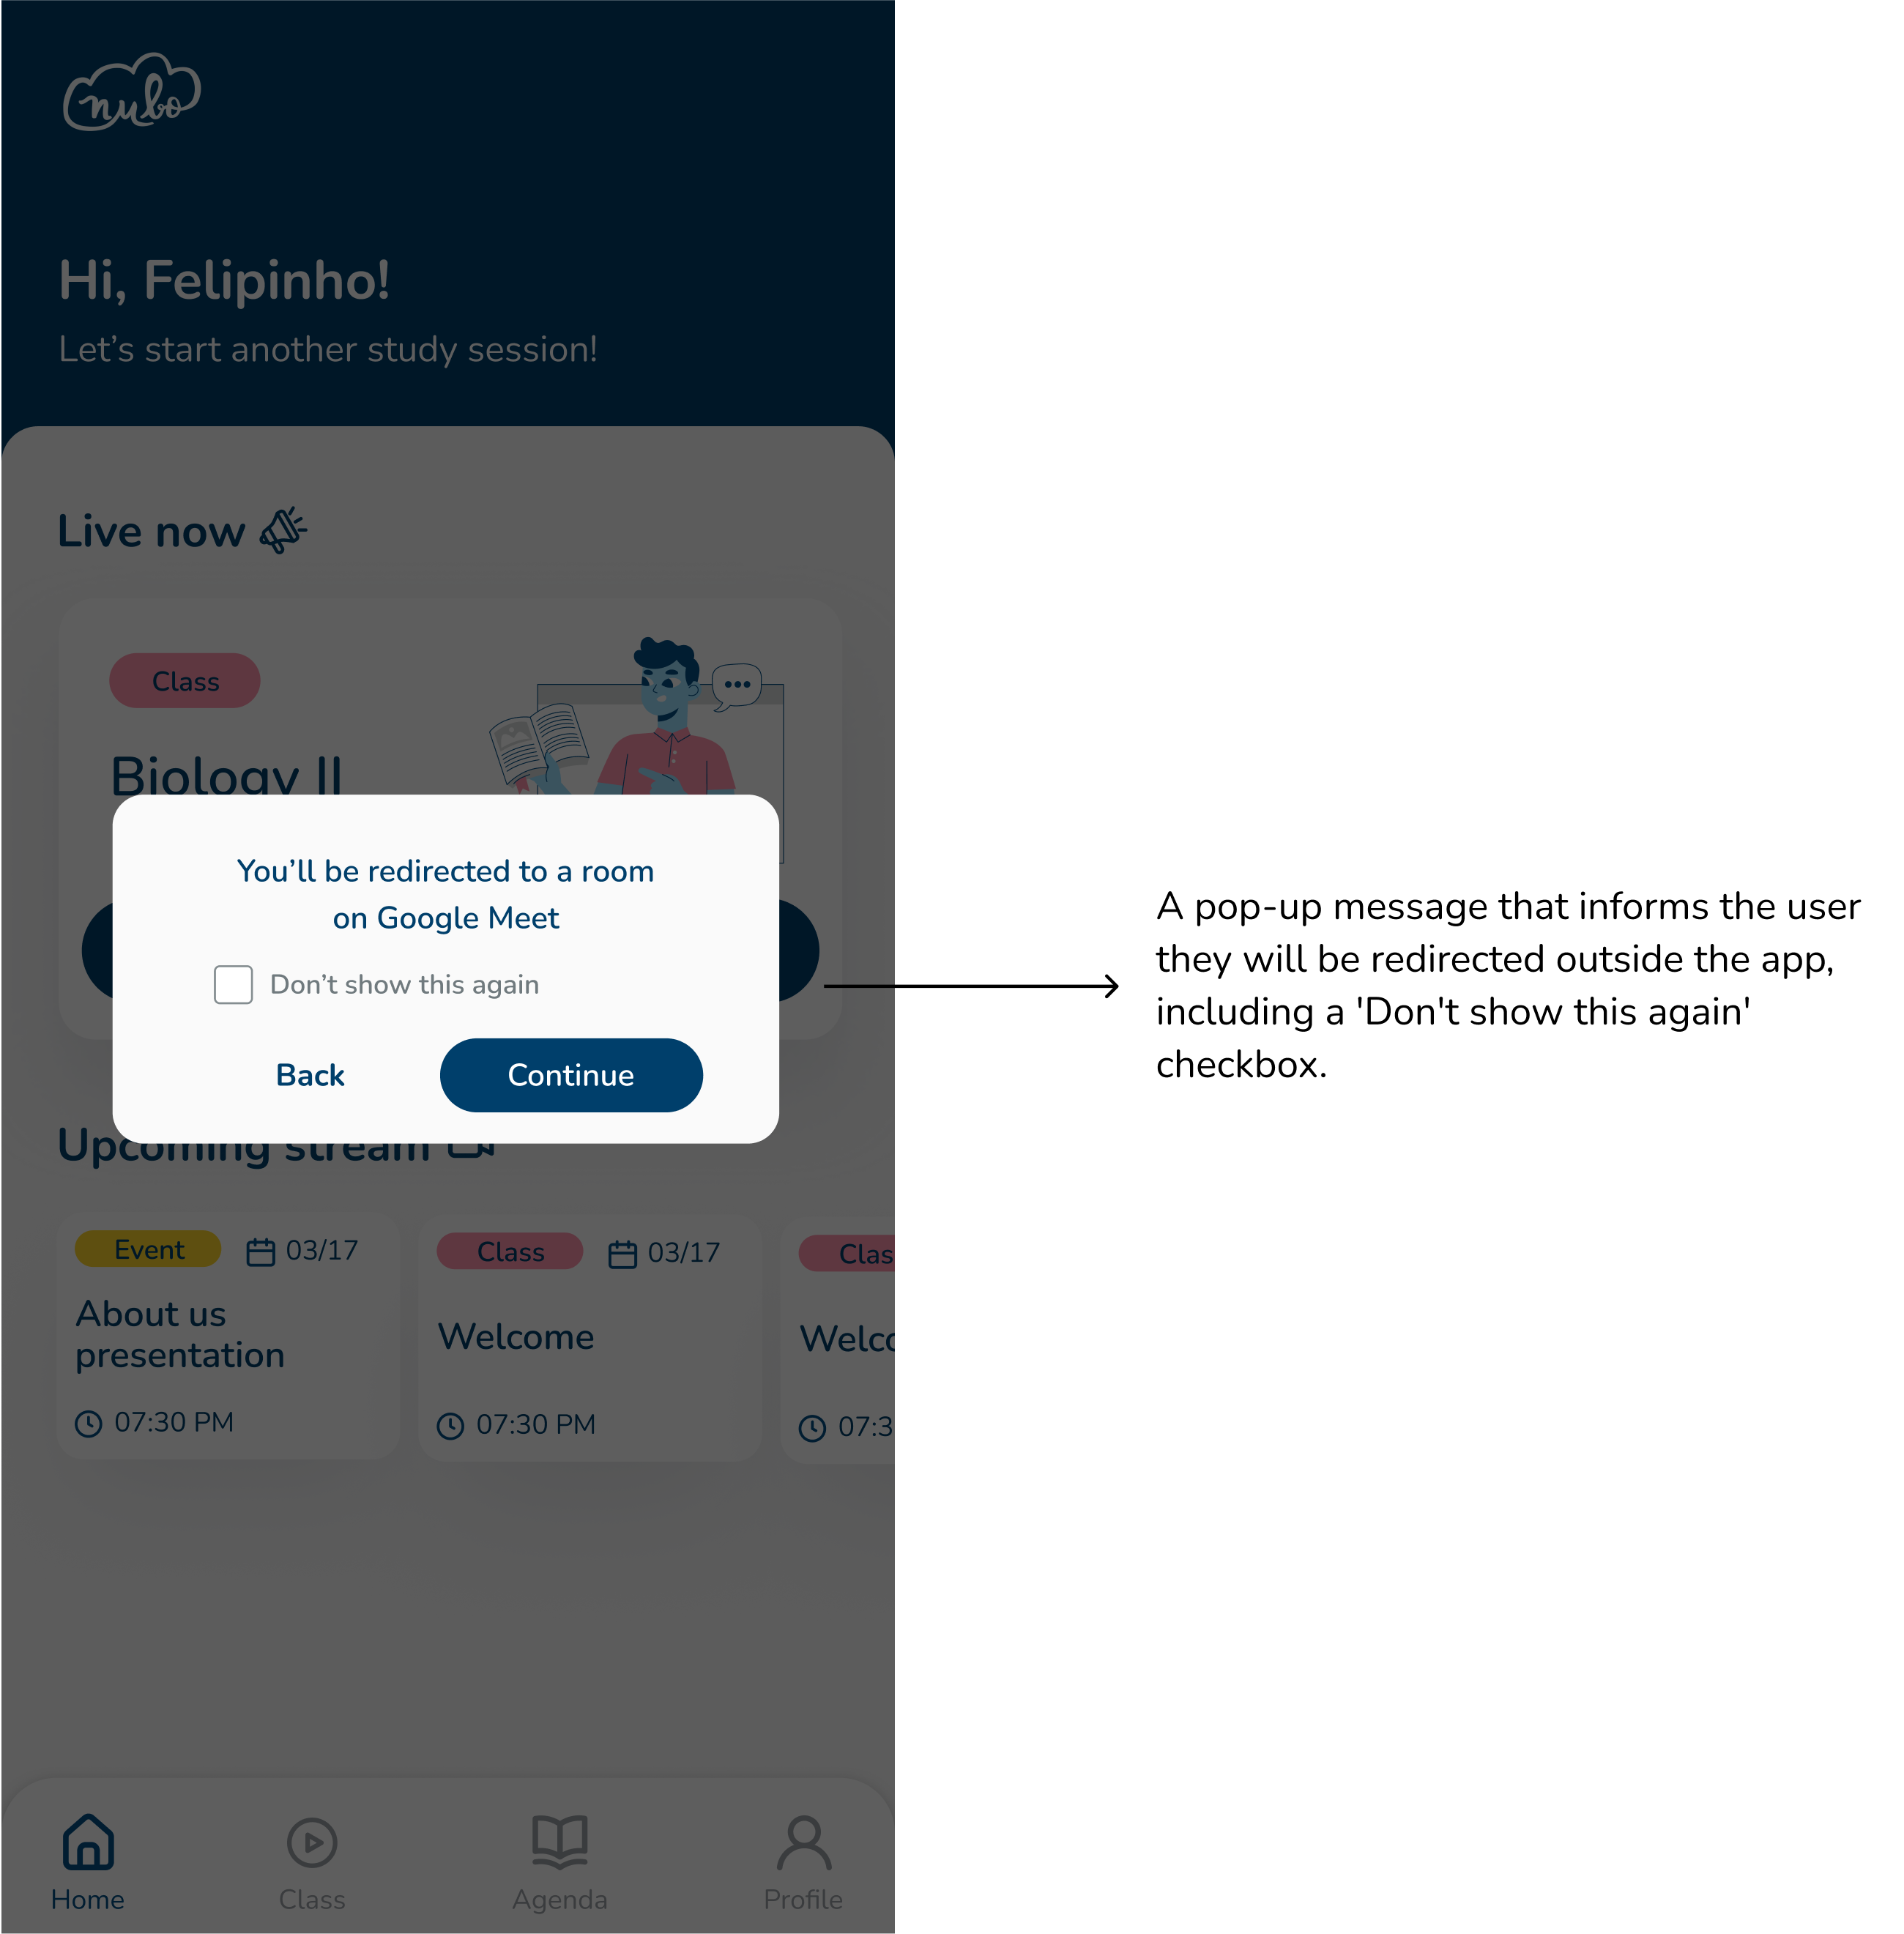 nubo
Hi, Felipinho!
Let’s start another study session!
Live now
Class
Biology II
You’ll be redirected to a room
on Google Meet
Don’t show this again
Back
Continue
A pop-up message that informs the user
they will be redirected outside the app,
including a 'Don't show this again'
checkbox.
Upcoming stream
Event
03/17
About us
presentation
07:30 PM
Class
03/17
Welcome
07:30 PM
Clas
Welco
07:3
Home
Class
Agenda
Profile